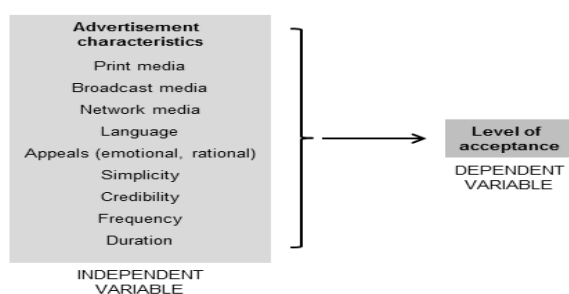 Advertisement
characteristics
Print media
Broadcast media
Network media
Language
Appeals (emotional, rational)
Simplicity
Credibility
Frequency
Duration
INDEPENDENT
VARIABLE
Level of
acceptance
DEPENDENT
VARIABLE